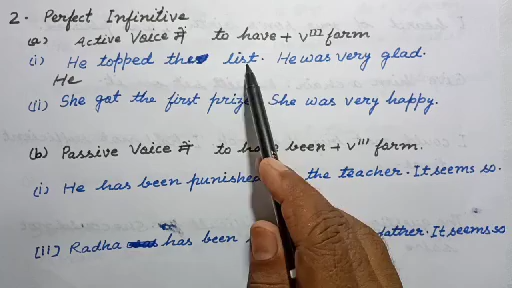 2. Perfect Infinitive
(a) Active Voice में to have + vIII form
(i) He topped the list. He was very glad.
He
(ii) She got the first prize She was very happy.
(b) Passive Voice में to have been + vIII form.
(i) He has been punished the teacher. It seems so.
(ii) Radha has been father. It seems so